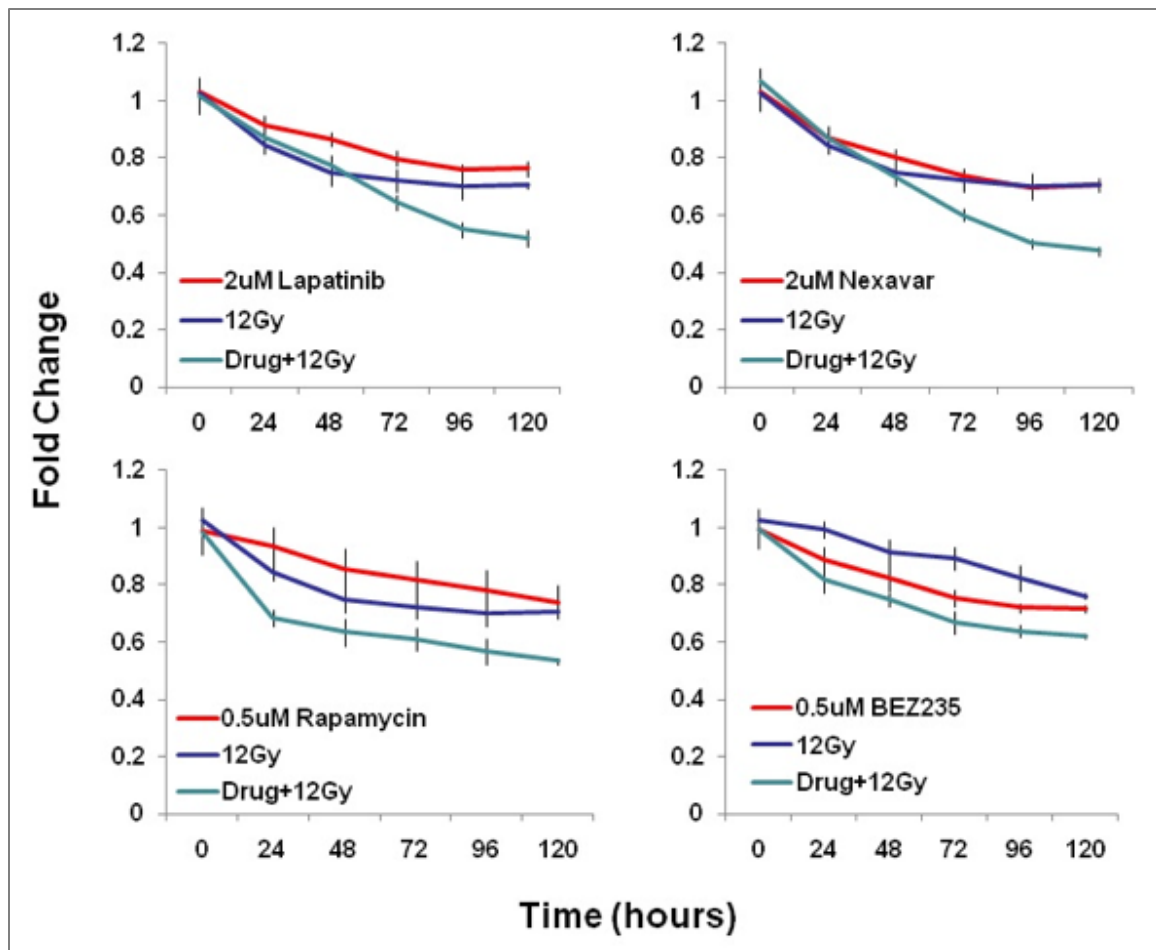 1.2
1
0.8
0.6
0.4
0.2
0
2uM Lapatinib
12Gy
Drug+12Gy
0 24 48 72 96 120
1.2
1
0.8
0.6
0.4
0.2
0
2uM Nexavar
12Gy
Drug+12Gy
0 24 48 72 96 120
Fold Change
1.2
1
0.8
0.6
0.4
0.2
0
0.5uM Rapamycin
12Gy
Drug+12Gy
0 24 48 72 96 120
1.2
1
0.8
0.6
0.4
0.2
0
0.5uM BEZ235
12Gy
Drug+12Gy
0 24 48 72 96 120
Time (hours)